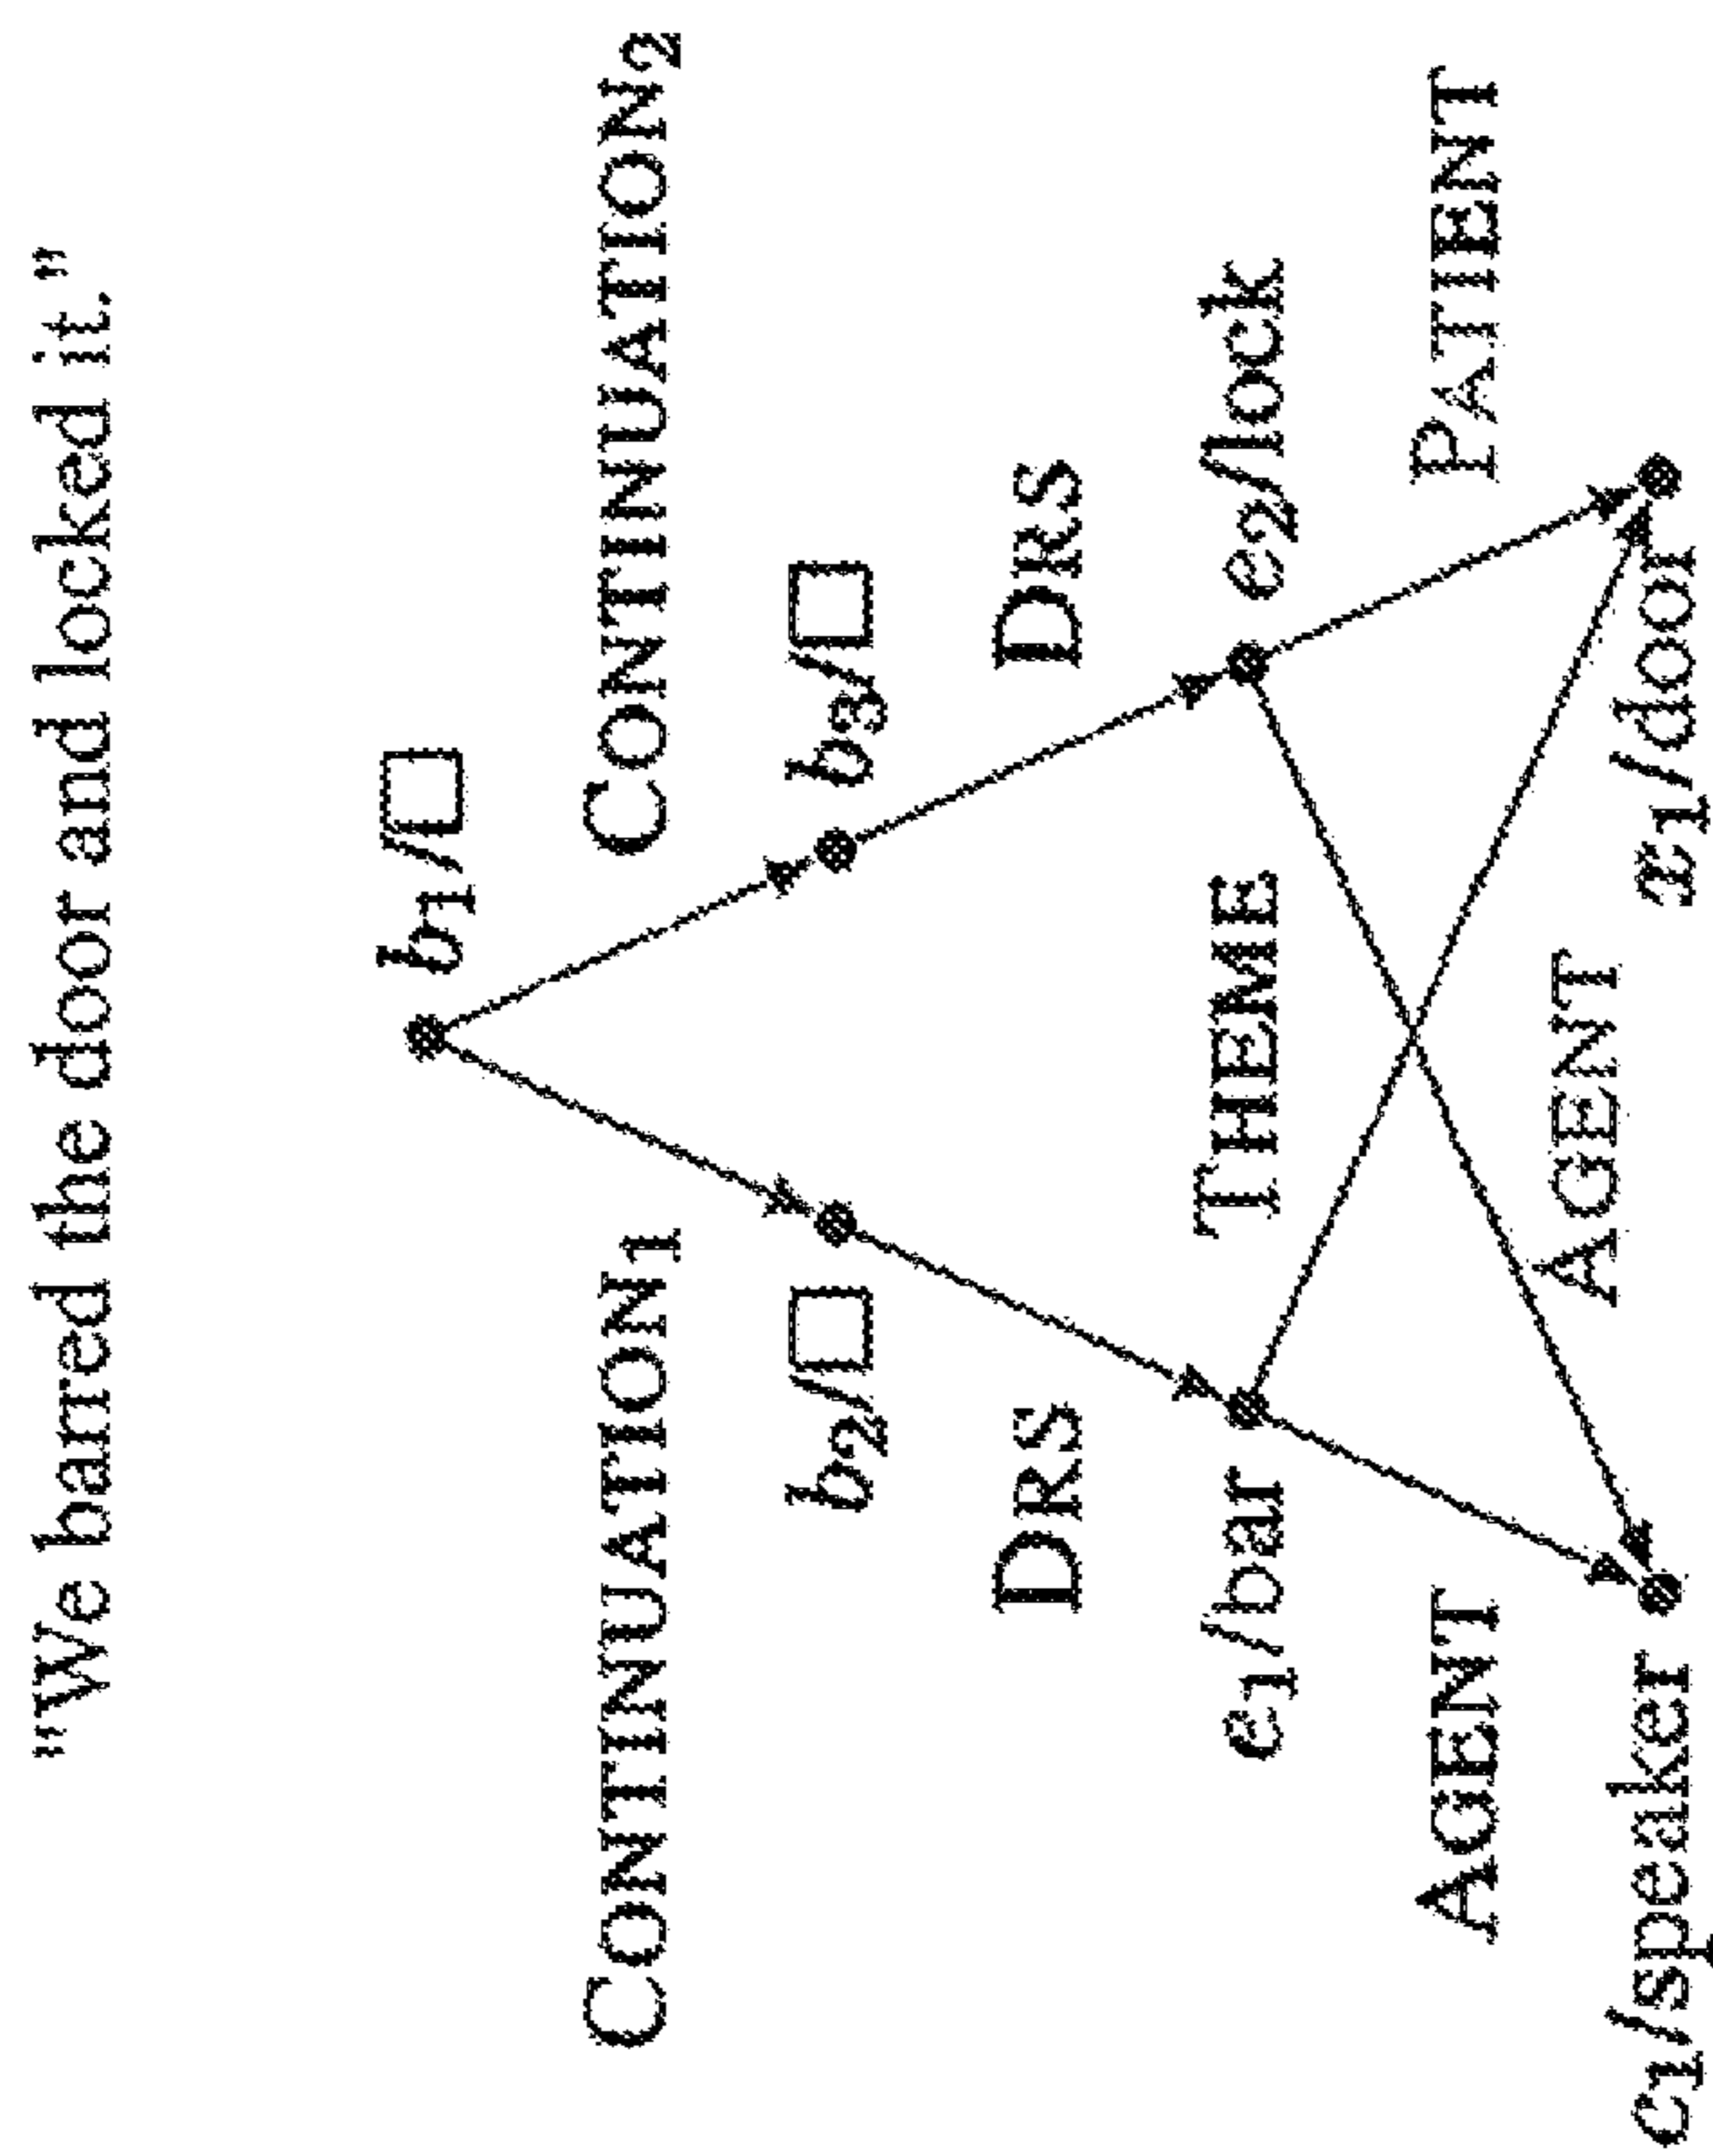 "We barred the door and locked it."
b1/□
CONTINUATION1 CONTINUATION2
b2/□ b3/□
DRS DRS
e1/bar THEME e2/lock
AGENT PATIENT
AGENT
c1/speaker x1/door